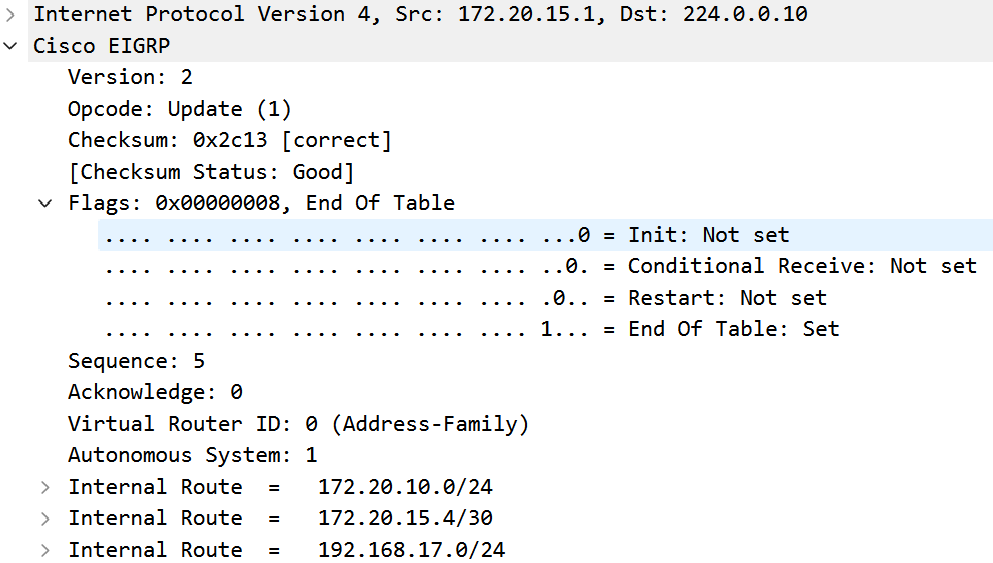 Internet Protocol Version 4, Src: 172.20.15.1, Dst: 224.0.0.10
Cisco EIGRP
Version: 2
Opcode: Update (1)
Checksum: 0x2c13 [correct]
[Checksum Status: Good]
Flags: 0x00000008, End Of Table
.... .... .... .... .... .... .... ...0 = Init: Not set
.... .... .... .... .... .... .... ..0. = Conditional Receive: Not set
.... .... .... .... .... .... .... .0.. = Restart: Not set
.... .... .... .... .... .... .... 1... = End Of Table: Set
Sequence: 5
Acknowledge: 0
Virtual Router ID: 0 (Address-Family)
Autonomous System: 1
Internal Route  =   172.20.10.0/24
Internal Route  =   172.20.15.4/30
Internal Route  =   192.168.17.0/24